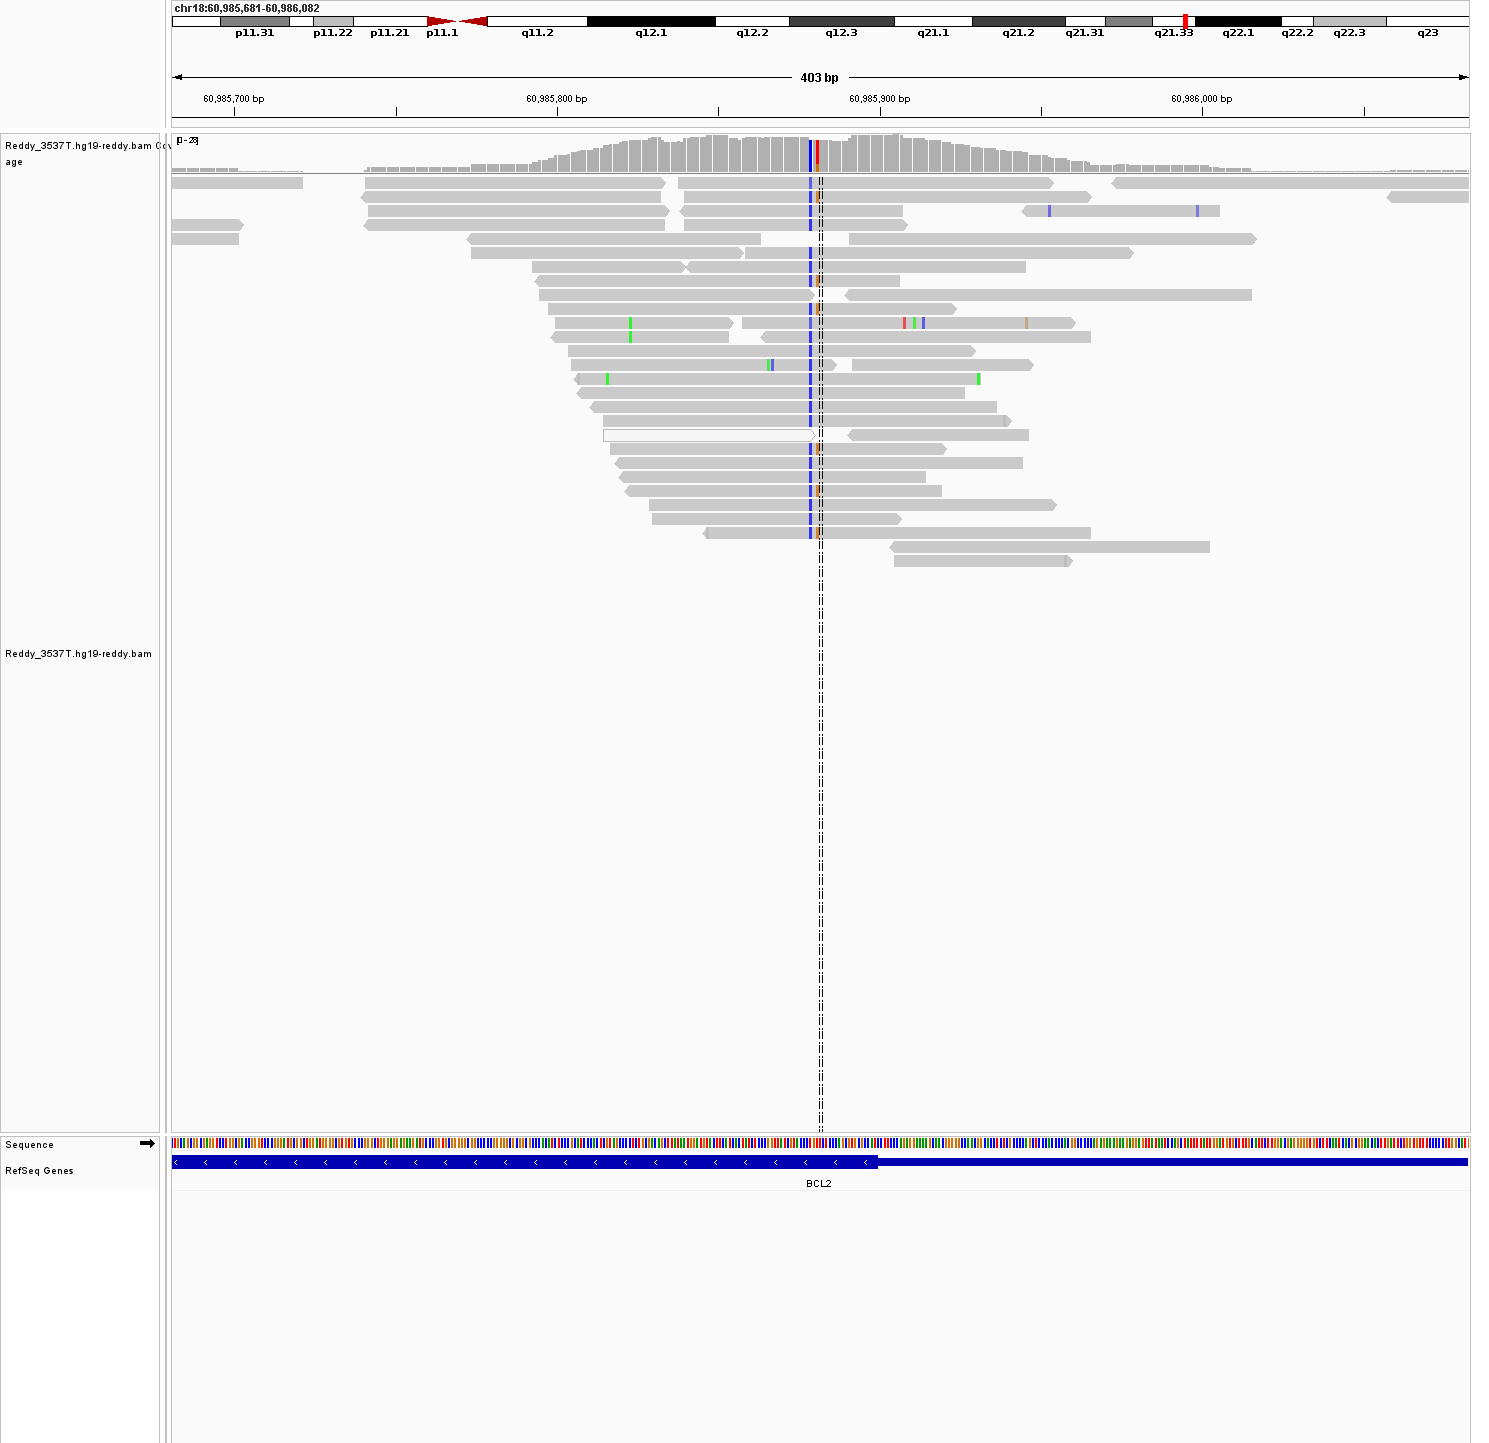 chr18:60,985,681-60,986,082
p11.31 p11.22 p11.21 p11.1 q11.2 q12.1 q12.2 q12.3 q21.1 q21.2 q21.31 q21.33 q22.1 q22.2 q22.3 q23
403 bp
60,985,700 bp 60,985,800 bp 60,985,900 bp 60,986,000 bp
Reddy_3537T.hg19-reddy.bam Cov
age
[0 - 28]
Reddy_3537T.hg19-reddy.bam
Sequence
RefSeq Genes
BCL2